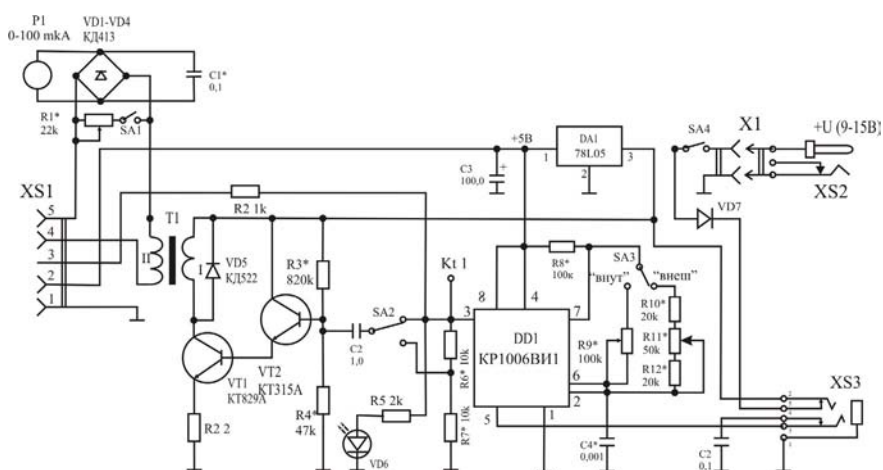 P1
0-100 mkA
VD1-VD4
КД413
C1*
0,1
R1*
22k
SA1
+5В
DA1
78L05
1
3
2
SA4
X1
+U (9-15В)
XS2
C3
100,0
+
VD7
XS1
5
4
3
2
1
R2 1k
T1
II
I
VD5
КД522
R3*
820k
Kt 1
R8*
100к
SA3
"внут"
"внеш"
SA2
C2
1,0
3
8
4
7
DD1
КР1006ВИ1
6
2
5
1
R9*
100k
R10*
20k
R11*
50k
R12*
20k
VT1
КТ829А
VT2
КТ315А
R6* 10k
R7* 10k
R4*
47k
R5 2k
R2 2
VD6
C4*
0,001
C2
0,1
XS3